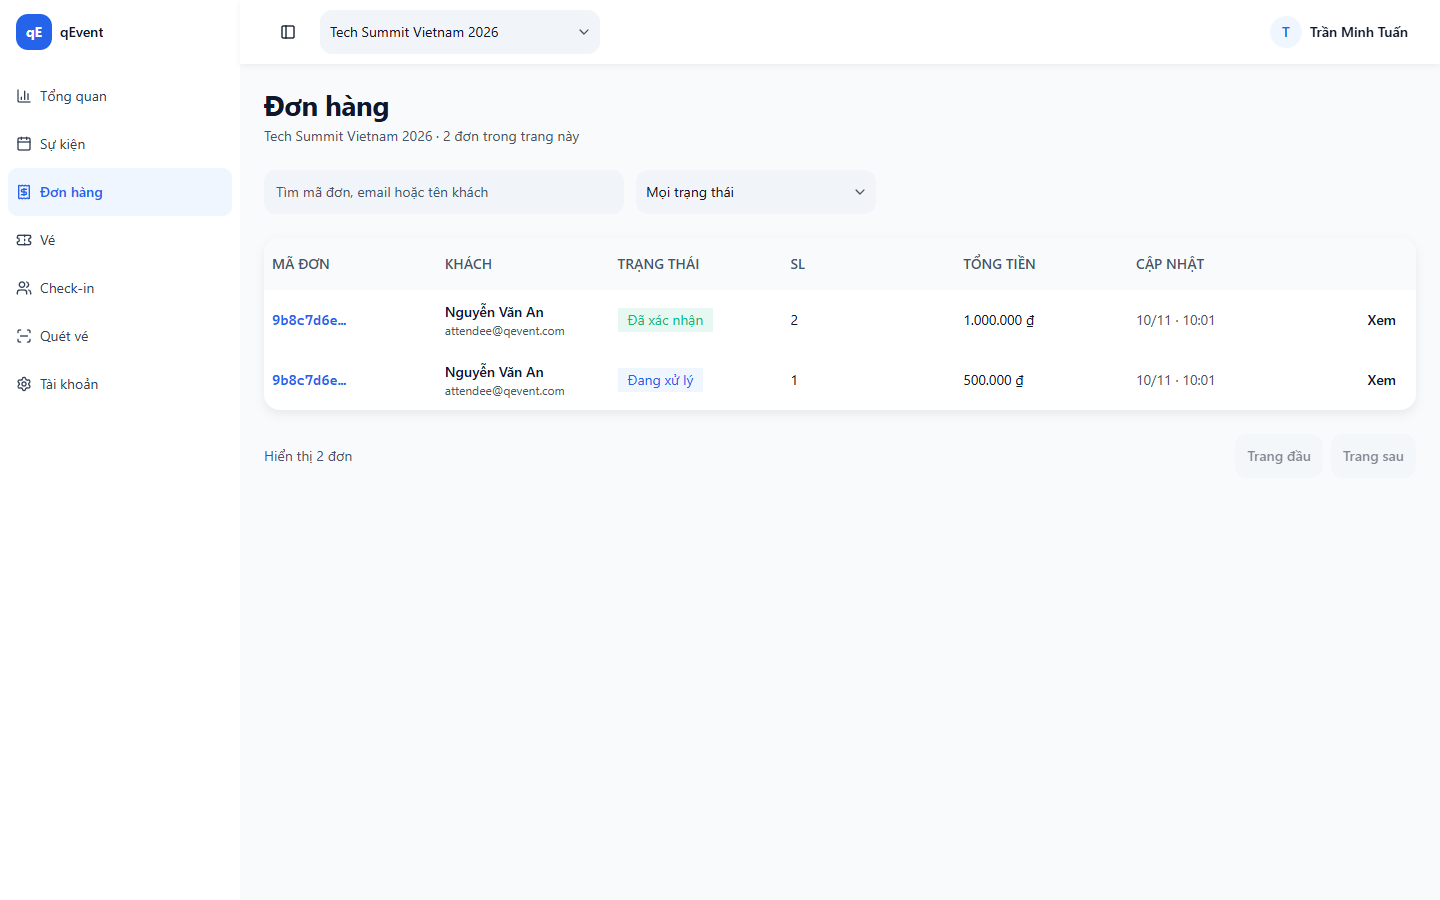 qE qEvent
Tech Summit Vietnam 2026
T Trần Minh Tuấn
Tổng quan
Sự kiện
Đơn hàng
Vé
Check-in
Quét vé
Tài khoản
Đơn hàng
Tech Summit Vietnam 2026 · 2 đơn trong trang này
Tìm mã đơn, email hoặc tên khách
Mọi trạng thái
MÃ ĐƠN KHÁCH TRẠNG THÁI SL TỔNG TIỀN CẬP NHẬT
9b8c7d6e… Nguyễn Văn An Đã xác nhận 2 1.000.000 ₫ 10/11 · 10:01 Xem
attendee@qevent.com
9b8c7d6e… Nguyễn Văn An Đang xử lý 1 500.000 ₫ 10/11 · 10:01 Xem
attendee@qevent.com
Hiển thị 2 đơn
Trang đầu
Trang sau